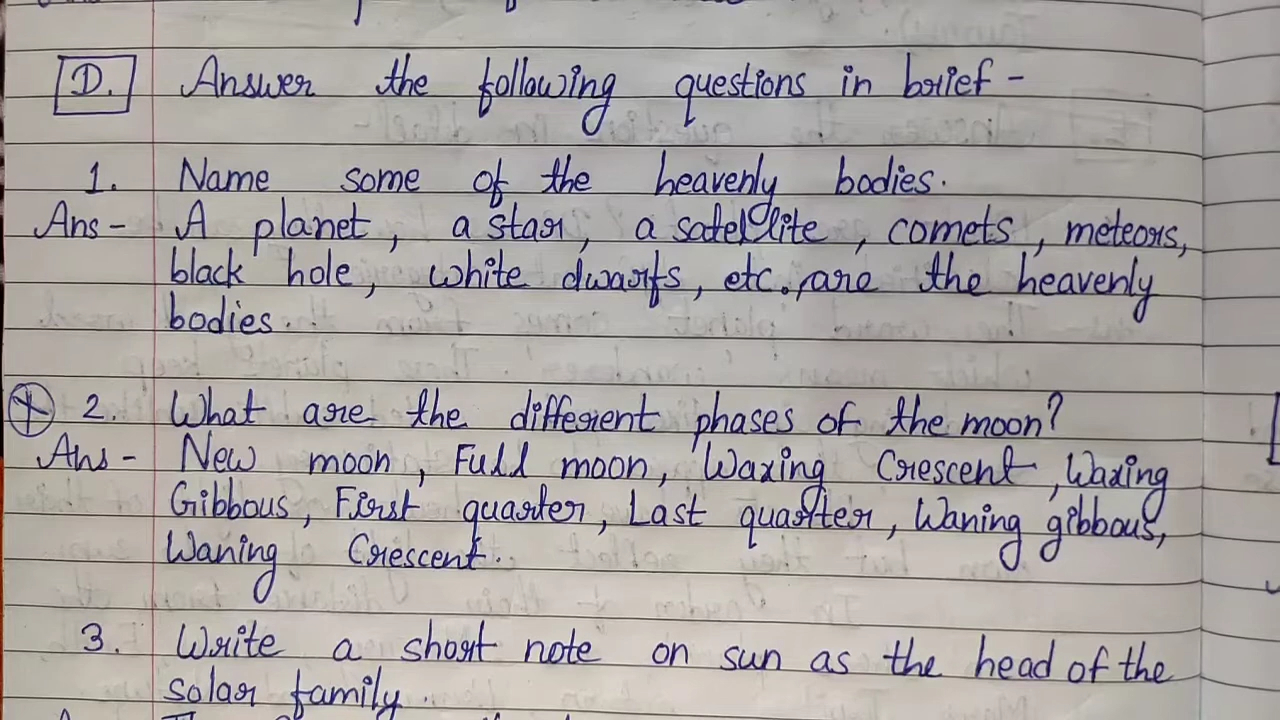 D. Answer the following questions in brief -
1. Name some of the heavenly bodies.
Ans - A planet, a star, a satellite, comets, meteors,
black hole, white dwarfs, etc. are the heavenly
bodies.
2. What are the different phases of the moon?
Ans - New moon, Full moon, Waxing Crescent, Waxing
Gibbous, First quarter, Last quarter, Waning gibbous,
Waning Crescent.
3. Write a short note on sun as the head of the
solar family.